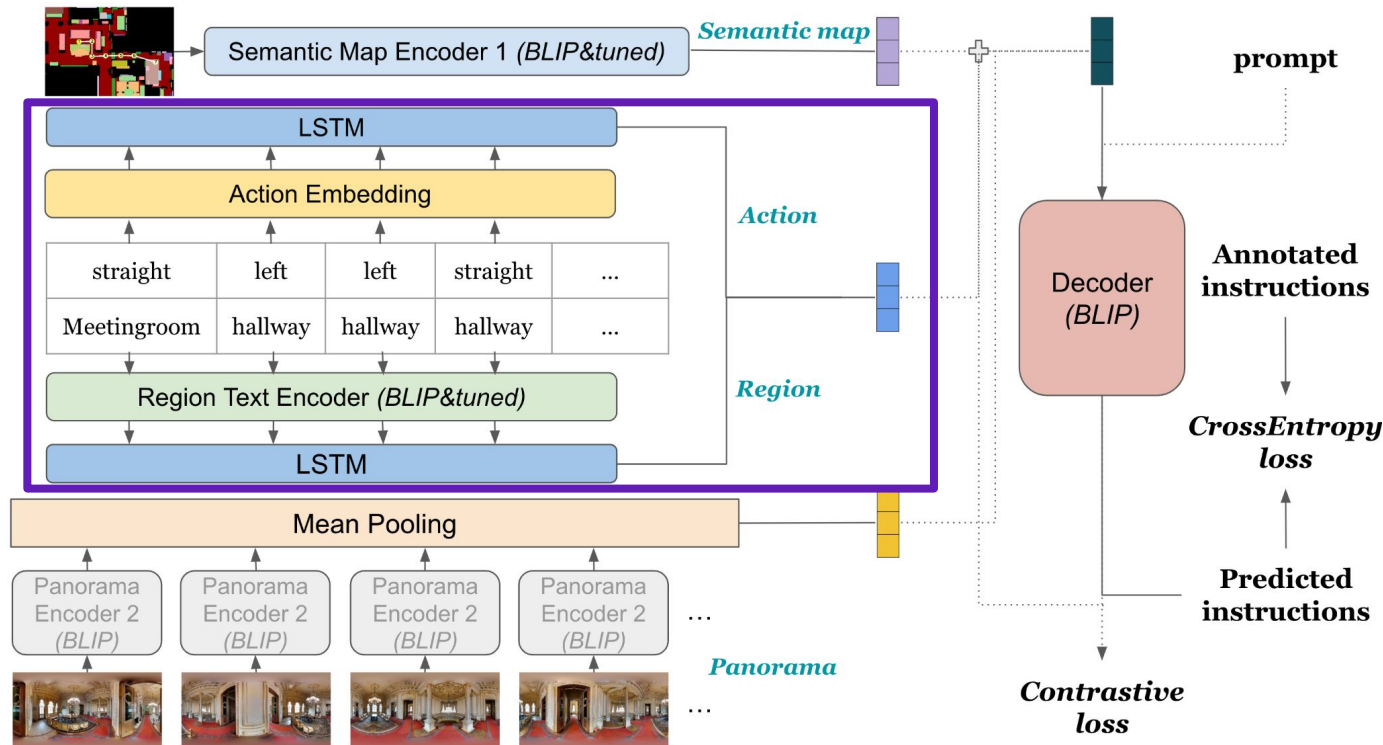 Semantic Map Encoder 1 (BLIP&tuned)
Semantic map
prompt
LSTM
Action Embedding
Action
straight left left straight ...
Meetingroom hallway hallway hallway ...
Region Text Encoder (BLIP&tuned)
Region
LSTM
Decoder
(BLIP)
Annotated
instructions
CrossEntropy
loss
Predicted
instructions
Mean Pooling
Panorama
Encoder 2
(BLIP)
Panorama
Encoder 2
(BLIP)
Panorama
Encoder 2
(BLIP)
Panorama
Encoder 2
(BLIP)
...
Panorama
...
Contrastive
loss